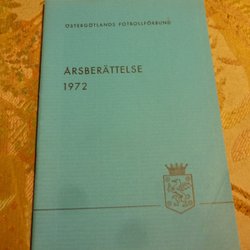 ÖSTERGÖTLANDS FOTBOLLFÖRBUND
ÅRSBERÄTTELSE
1972